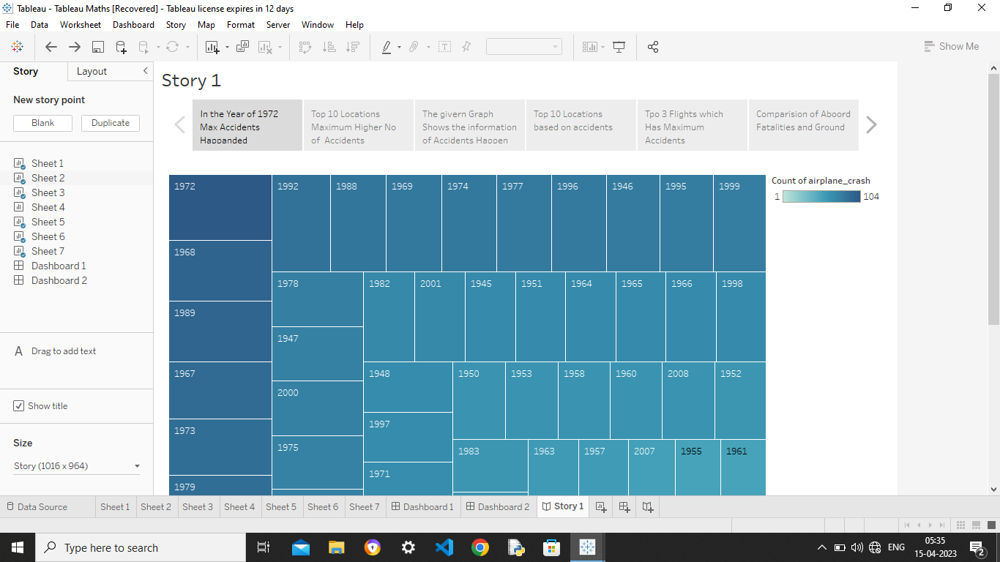 Tableau - Tableau Maths [Recovered] - Tableau license expires in 12 days
File Data Worksheet Dashboard Story Map Format Server Window Help
Show Me
Story Layout
New story point
Blank Duplicate
Sheet 1
Sheet 2
Sheet 3
Sheet 4
Sheet 5
Sheet 6
Sheet 7
Dashboard 1
Dashboard 2
A Drag to add text
Show title
Size
Story (1016 x 964)
Story 1
In the Year of 1972
Max Accidents
Happanded
Top 10 Locations
Maximum Higher No
of Accidents
The givern Graph
Shows the information
of Accidents Happen
Top 10 Locations
based on accidents
Tpo 3 Flights which
Has Maximum
Accidents
Comparision of Aboord
Fatalities and Ground
1972 1992 1988 1969 1974 1977 1996 1946 1995 1999
Count of airplane_crash
1 104
1968
1978 1982 2001 1945 1951 1964 1965 1966 1998
1989
1947
1967 1948 1950 1953 1958 1960 2008 1952
2000
1997
1973
1975 1983 1963 1957 2007 1955 1961
1971
1979
Data Source Sheet 1 Sheet 2 Sheet 3 Sheet 4 Sheet 5 Sheet 6 Sheet 7 Dashboard 1 Dashboard 2 Story 1
Type here to search
ENG
05:35
15-04-2023
2